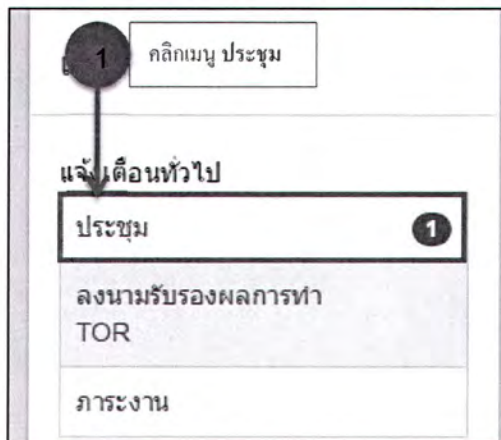 1 คลิกเมนู ประชุม
แจ้งเตือนทั่วไป
ประชุม 1
ลงนามรับรองผลการทำ
TOR
ภาระงาน